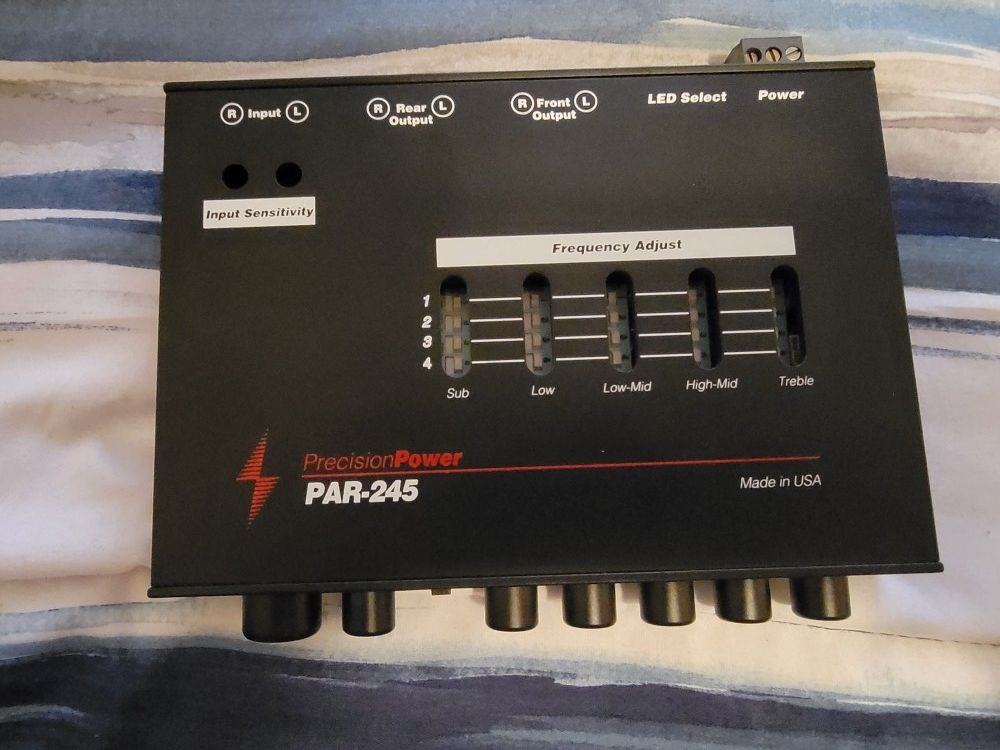 R Input L
R Rear L
Output
R Front L
Output
LED Select
Power
Input Sensitivity
Frequency Adjust
1
2
3
4
Sub
Low
Low-Mid
High-Mid
Treble
PrecisionPower
PAR-245
Made in USA